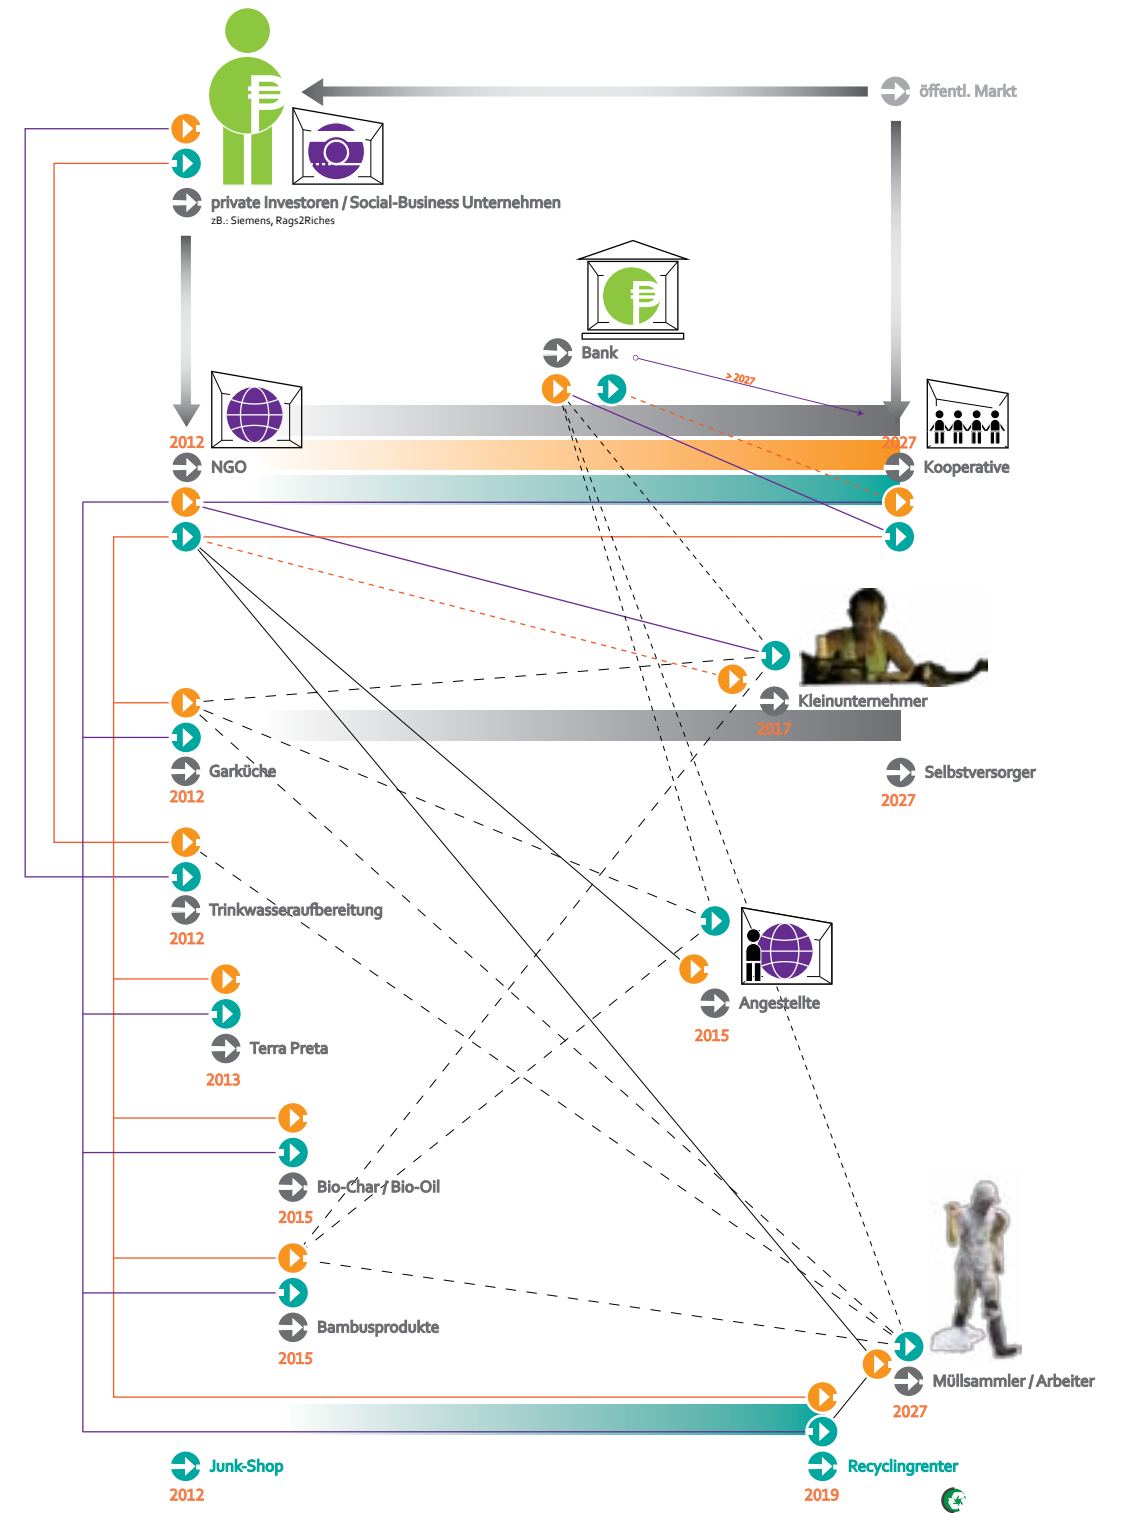 öffentl. Markt
private Investoren / Social-Business Unternehmen
zB.: Siemens, Rags2Riches
Bank
> 2027
2012
NGO
2027
Kooperative
Kleinunternehmer
2017
Garküche
2012
Selbstversorger
2027
Trinkwasseraufbereitung
2012
Angestellte
2015
Terra Preta
2013
Bio-Char / Bio-Oil
2015
Bambusprodukte
2015
Müllsammler / Arbeiter
2027
Junk-Shop
2012
Recyclingrenter
2019